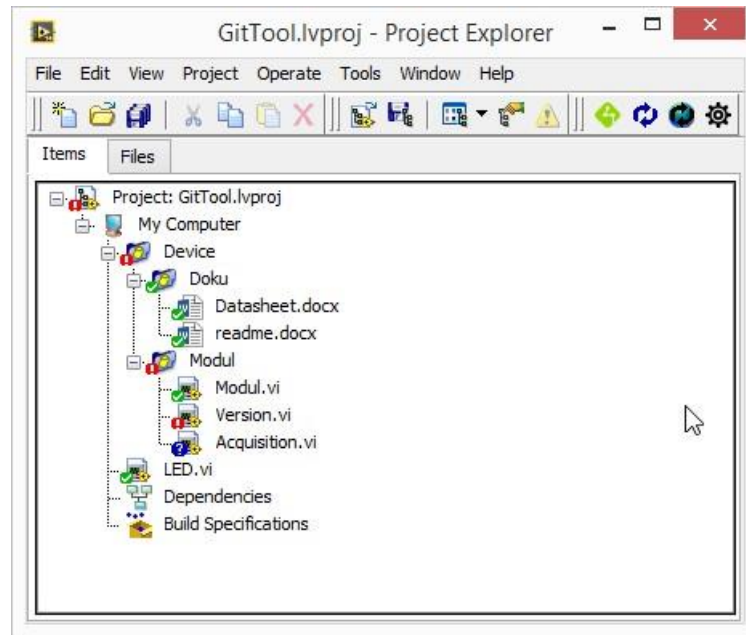 GitTool.lvproj - Project Explorer
File Edit View Project Operate Tools Window Help
Items Files
Project: GitTool.lvproj
My Computer
Device
Doku
Datasheet.docx
readme.docx
Modul
Modul.vi
Version.vi
Acquisition.vi
LED.vi
Dependencies
Build Specifications